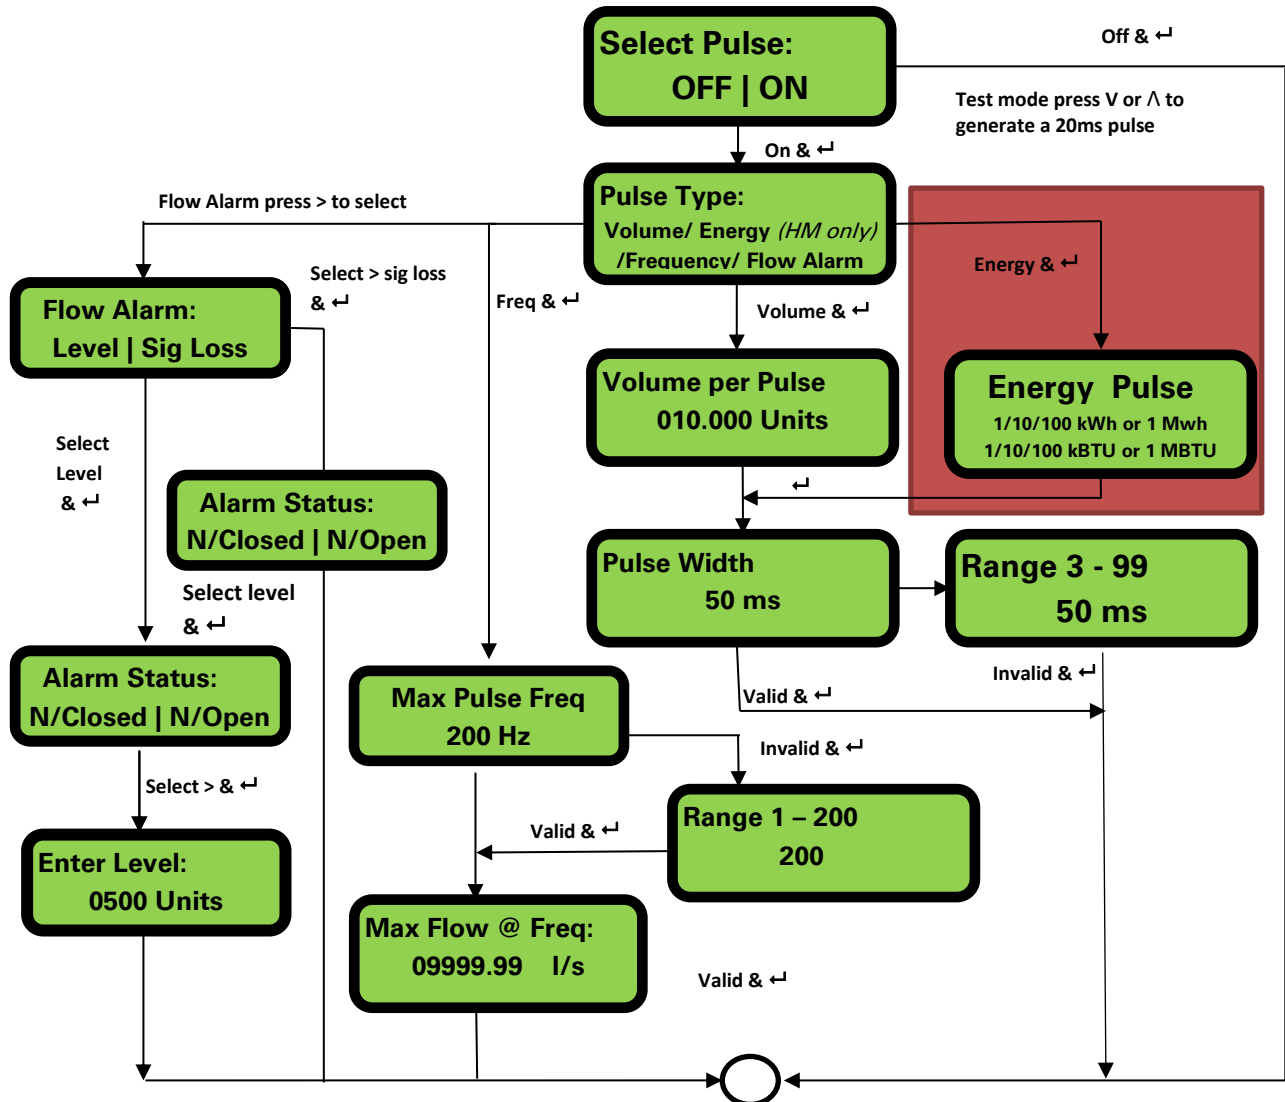 Select Pulse:
OFF | ON
Off & ↵
Test mode press V or Λ to
generate a 20ms pulse
On & ↵
Flow Alarm press > to select
Pulse Type:
Volume/ Energy (HM only)
/Frequency/ Flow Alarm
Select > sig loss
& ↵
Freq & ↵
Energy & ↵
Flow Alarm:
Level | Sig Loss
Volume & ↵
Volume per Pulse
010.000 Units
Energy Pulse
1/10/100 kWh or 1 Mwh
1/10/100 kBTU or 1 MBTU
Select
Level
& ↵
↵
Alarm Status:
N/Closed | N/Open
Pulse Width
50 ms
Range 3 - 99
50 ms
Select level
& ↵
Alarm Status:
N/Closed | N/Open
Max Pulse Freq
200 Hz
Valid & ↵
Invalid & ↵
Invalid & ↵
Select > & ↵
Range 1 – 200
200
Valid & ↵
Enter Level:
0500 Units
Max Flow @ Freq:
09999.99 l/s
Valid & ↵